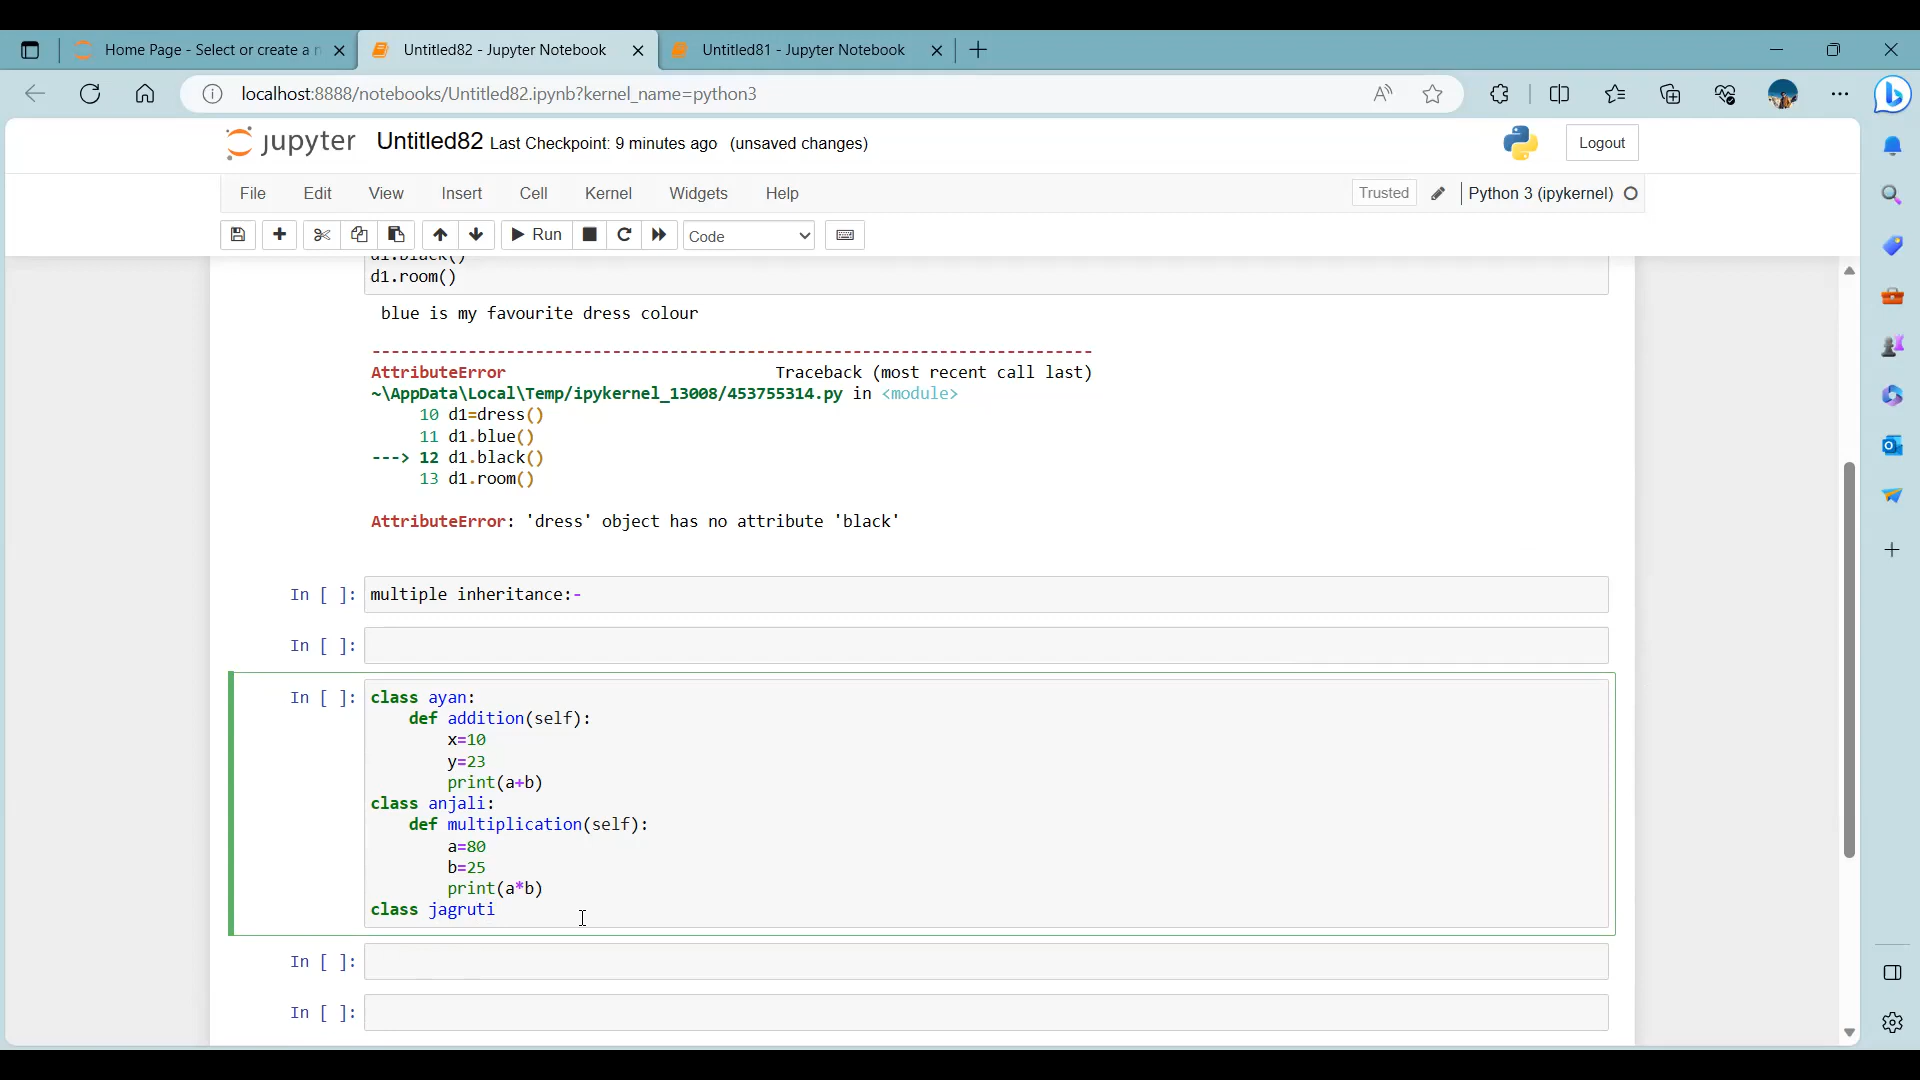 Home Page - Select or create a n
Untitled82 - Jupyter Notebook
Untitled81 - Jupyter Notebook
localhost:8888/notebooks/Untitled82.ipynb?kernel_name=python3
jupyter Untitled82 Last Checkpoint: 9 minutes ago (unsaved changes)
Logout
File Edit View Insert Cell Kernel Widgets Help
Trusted Python 3 (ipykernel)
Run Code
d1.black()
d1.room()
blue is my favourite dress colour
---------------------------------------------------------------------------
AttributeError Traceback (most recent call last)
~\AppData\Local\Temp/ipykernel_13008/453755314.py in <module>
10 d1=dress()
11 d1.blue()
---> 12 d1.black()
13 d1.room()
AttributeError: 'dress' object has no attribute 'black'
In [ ]: multiple inheritance:-
In [ ]:
In [ ]: class ayan:
def addition(self):
x=10
y=23
print(a+b)
class anjali:
def multiplication(self):
a=80
b=25
print(a*b)
class jagruti
In [ ]:
In [ ]: